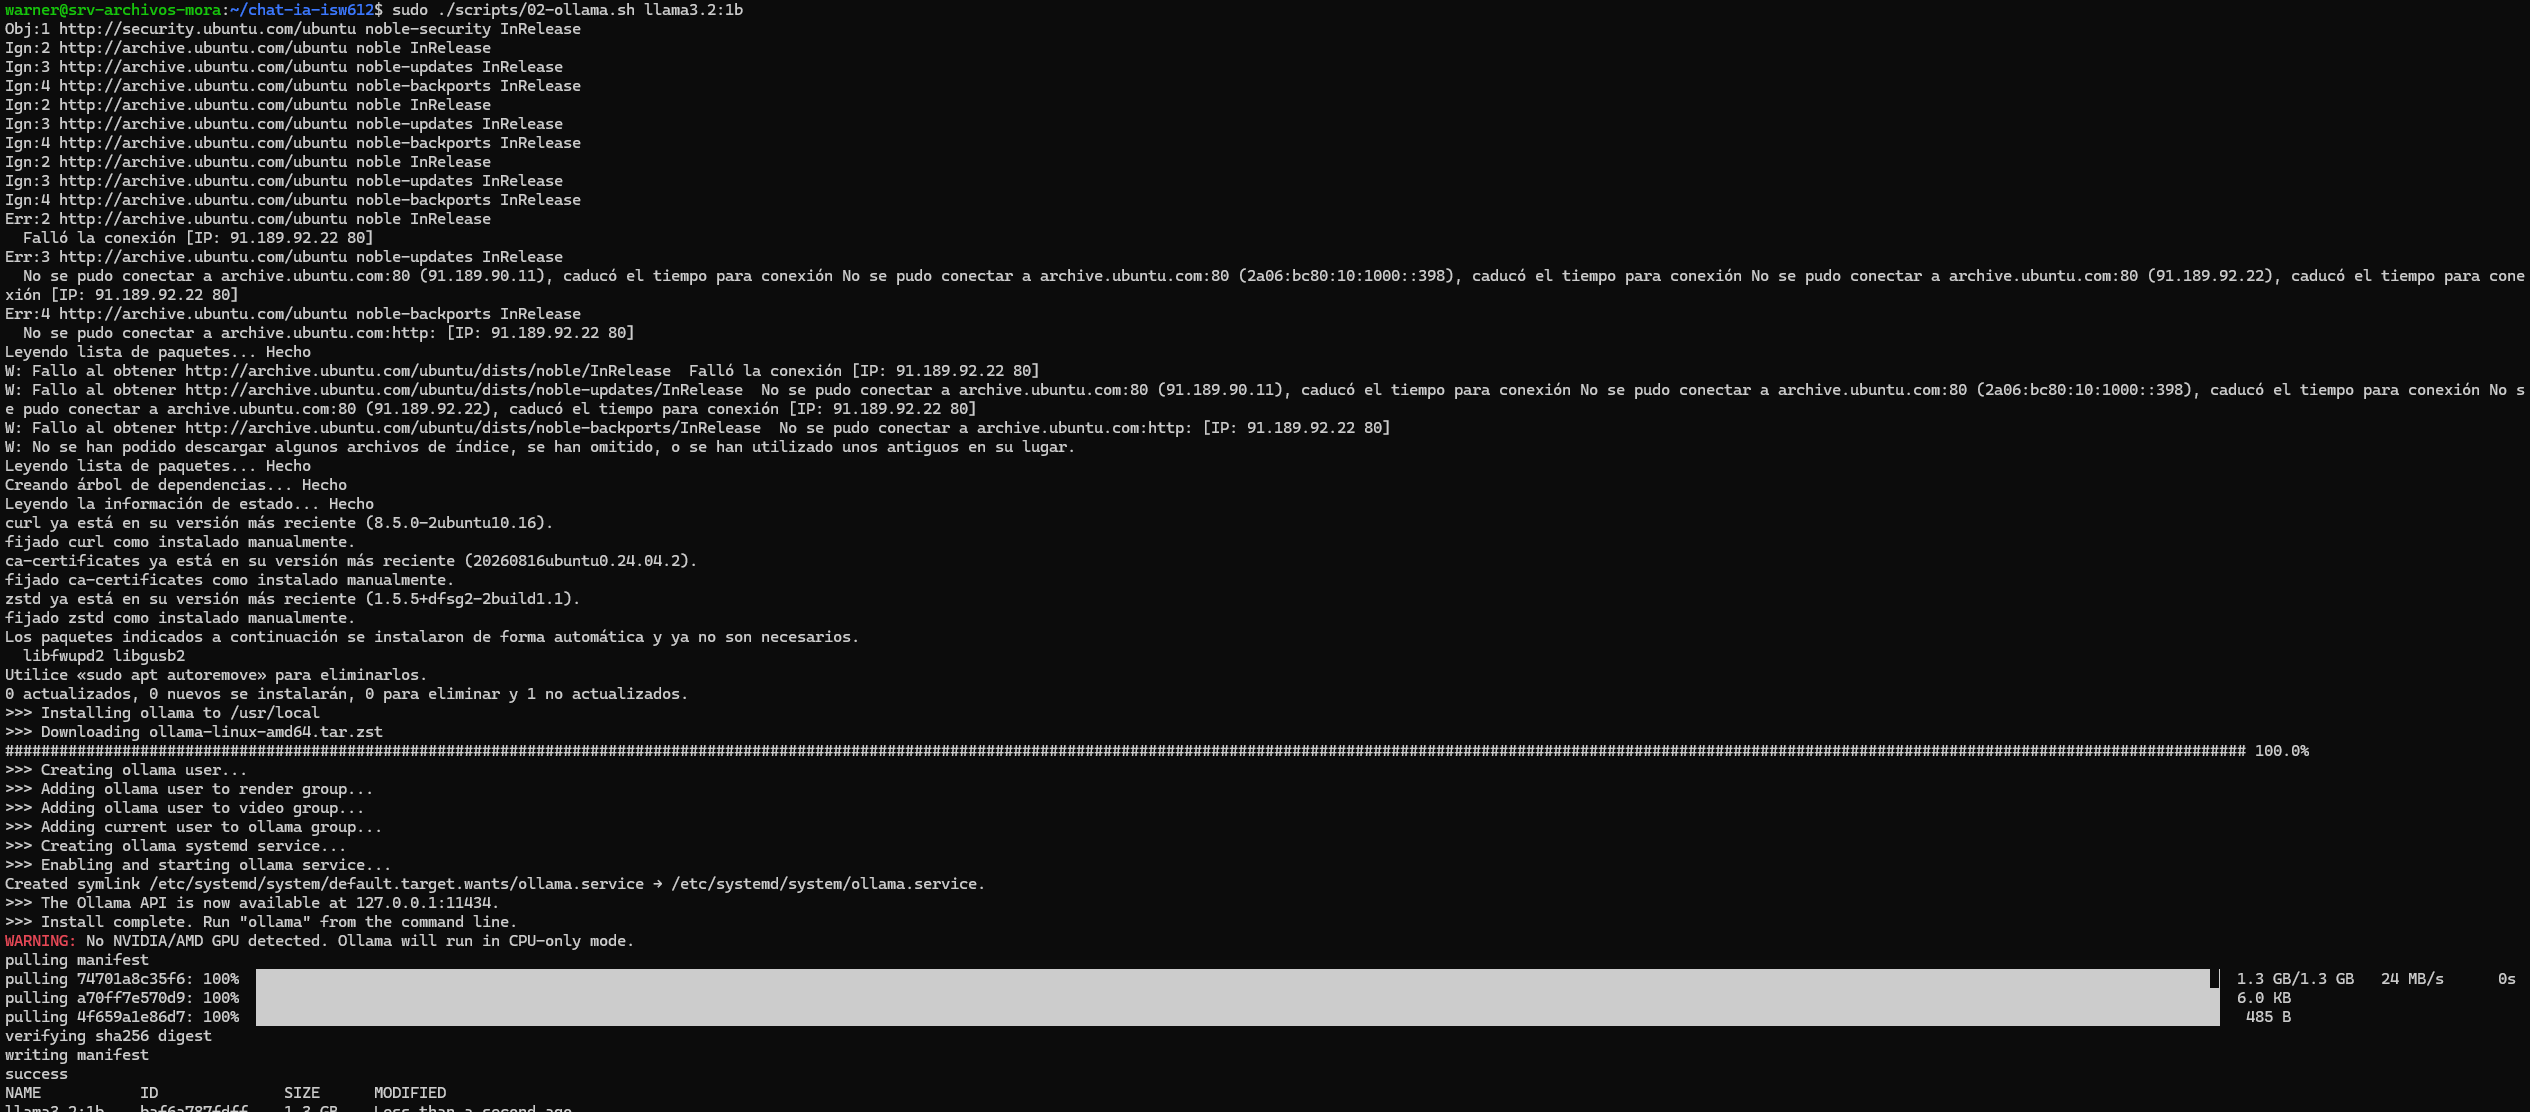 warner@srv-archivos-mora:~/chat-ia-isw612$ sudo ./scripts/02-ollama.sh llama3.2:1b
Obj:1 http://security.ubuntu.com/ubuntu noble-security InRelease
Ign:2 http://archive.ubuntu.com/ubuntu noble InRelease
Ign:3 http://archive.ubuntu.com/ubuntu noble-updates InRelease
Ign:4 http://archive.ubuntu.com/ubuntu noble-backports InRelease
Ign:2 http://archive.ubuntu.com/ubuntu noble InRelease
Ign:3 http://archive.ubuntu.com/ubuntu noble-updates InRelease
Ign:4 http://archive.ubuntu.com/ubuntu noble-backports InRelease
Ign:2 http://archive.ubuntu.com/ubuntu noble InRelease
Ign:3 http://archive.ubuntu.com/ubuntu noble-updates InRelease
Ign:4 http://archive.ubuntu.com/ubuntu noble-backports InRelease
Err:2 http://archive.ubuntu.com/ubuntu noble InRelease
  Falló la conexión [IP: 91.189.92.22 80]
Err:3 http://archive.ubuntu.com/ubuntu noble-updates InRelease
  No se pudo conectar a archive.ubuntu.com:80 (91.189.90.11), caducó el tiempo para conexión No se pudo conectar a archive.ubuntu.com:80 (2a06:bc80:10:1000::398), caducó el tiempo para conexión No se pudo conectar a archive.ubuntu.com:80 (91.189.92.22), caducó el tiempo para cone
xión [IP: 91.189.92.22 80]
Err:4 http://archive.ubuntu.com/ubuntu noble-backports InRelease
  No se pudo conectar a archive.ubuntu.com:http: [IP: 91.189.92.22 80]
Leyendo lista de paquetes... Hecho
W: Fallo al obtener http://archive.ubuntu.com/ubuntu/dists/noble/InRelease  Falló la conexión [IP: 91.189.92.22 80]
W: Fallo al obtener http://archive.ubuntu.com/ubuntu/dists/noble-updates/InRelease  No se pudo conectar a archive.ubuntu.com:80 (91.189.90.11), caducó el tiempo para conexión No se pudo conectar a archive.ubuntu.com:80 (2a06:bc80:10:1000::398), caducó el tiempo para conexión No s
e pudo conectar a archive.ubuntu.com:80 (91.189.92.22), caducó el tiempo para conexión [IP: 91.189.92.22 80]
W: Fallo al obtener http://archive.ubuntu.com/ubuntu/dists/noble-backports/InRelease  No se pudo conectar a archive.ubuntu.com:http: [IP: 91.189.92.22 80]
W: No se han podido descargar algunos archivos de índice, se han omitido, o se han utilizado unos antiguos en su lugar.
Leyendo lista de paquetes... Hecho
Creando árbol de dependencias... Hecho
Leyendo la información de estado... Hecho
curl ya está en su versión más reciente (8.5.0-2ubuntu10.16).
fijado curl como instalado manualmente.
ca-certificates ya está en su versión más reciente (20260816ubuntu0.24.04.2).
fijado ca-certificates como instalado manualmente.
zstd ya está en su versión más reciente (1.5.5+dfsg2-2build1.1).
fijado zstd como instalado manualmente.
Los paquetes indicados a continuación se instalaron de forma automática y ya no son necesarios.
  libfwupd2 libgusb2
Utilice «sudo apt autoremove» para eliminarlos.
0 actualizados, 0 nuevos se instalarán, 0 para eliminar y 1 no actualizados.
>>> Installing ollama to /usr/local
>>> Downloading ollama-linux-amd64.tar.zst
######################################################################## 100.0%
>>> Creating ollama user...
>>> Adding ollama user to render group...
>>> Adding ollama user to video group...
>>> Adding current user to ollama group...
>>> Creating ollama systemd service...
>>> Enabling and starting ollama service...
Created symlink /etc/systemd/system/default.target.wants/ollama.service → /etc/systemd/system/ollama.service.
>>> The Ollama API is now available at 127.0.0.1:11434.
>>> Install complete. Run "ollama" from the command line.
WARNING: No NVIDIA/AMD GPU detected. Ollama will run in CPU-only mode.
pulling manifest
pulling 74701a8c35f6: 100% 1.3 GB/1.3 GB 24 MB/s 0s
pulling a70ff7e570d9: 100% 6.0 KB
pulling 4f659a1e86d7: 100% 485 B
verifying sha256 digest
writing manifest
success
NAME ID SIZE MODIFIED
llama3.2:1b baf6a787fdff 1.3 GB Less than a second ago